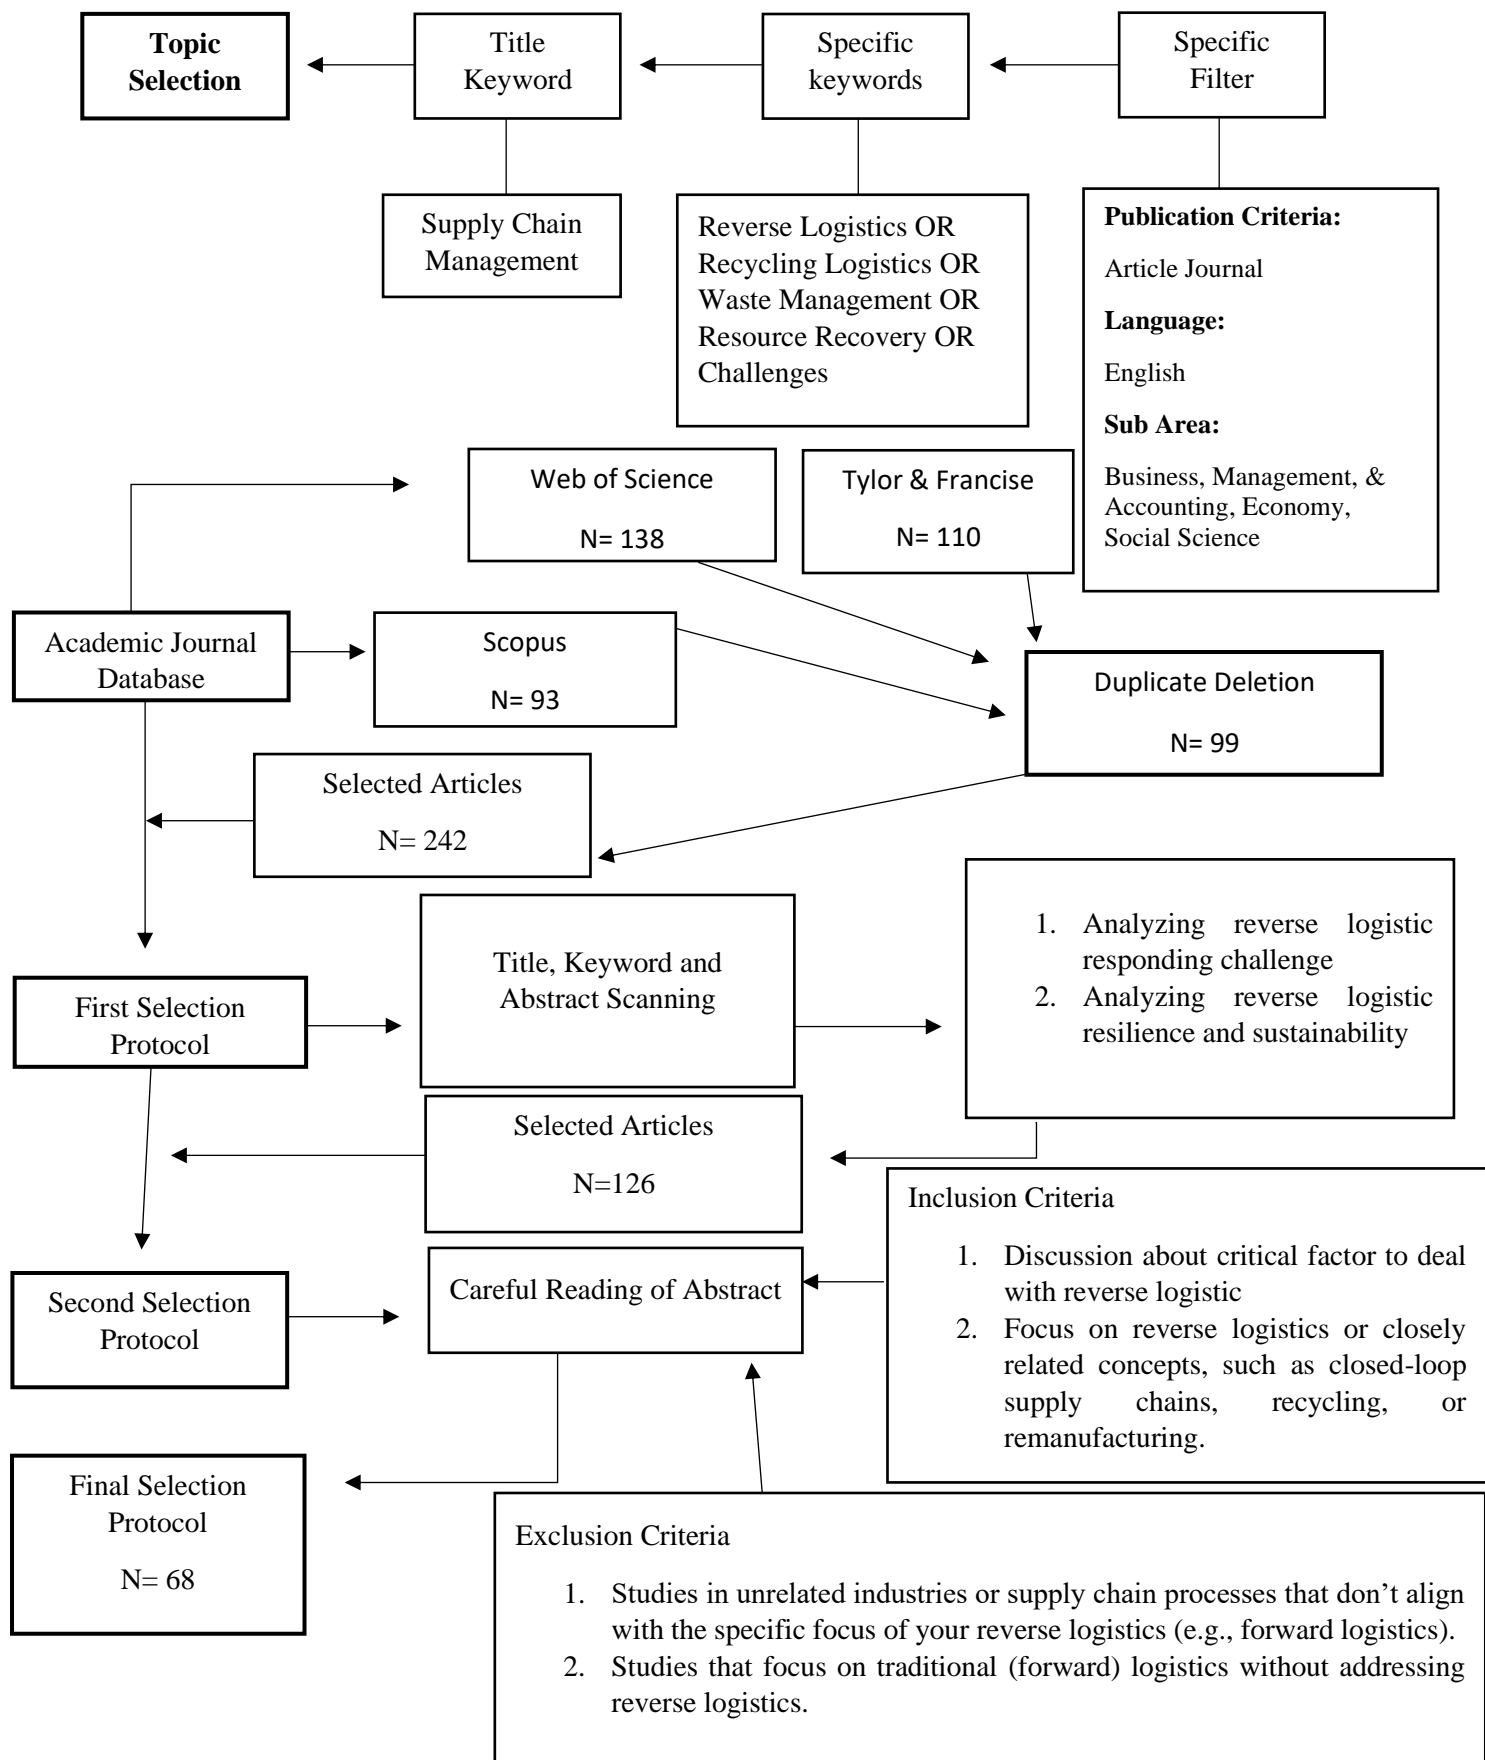 Topic
Selection
Title
Keyword
Specific
keywords
Specific
Filter
Supply Chain
Management
Reverse Logistics OR
Recycling Logistics OR
Waste Management OR
Resource Recovery OR
Challenges
Publication Criteria:
Article Journal
Language:
English
Sub Area:
Business, Management, &
Accounting, Economy,
Social Science
Web of Science
N= 138
Tylor & Francise
N= 110
Academic Journal
Database
Scopus
N= 93
Duplicate Deletion
N= 99
Selected Articles
N= 242
First Selection
Protocol
Title, Keyword and
Abstract Scanning
1. Analyzing reverse logistic
responding challenge
2. Analyzing reverse logistic
resilience and sustainability
Selected Articles
N=126
Second Selection
Protocol
Careful Reading of Abstract
Inclusion Criteria
1. Discussion about critical factor to deal
with reverse logistic
2. Focus on reverse logistics or closely
related concepts, such as closed-loop
supply chains, recycling, or
remanufacturing.
Final Selection
Protocol
N= 68
Exclusion Criteria
1. Studies in unrelated industries or supply chain processes that don’t align
with the specific focus of your reverse logistics (e.g., forward logistics).
2. Studies that focus on traditional (forward) logistics without addressing
reverse logistics.